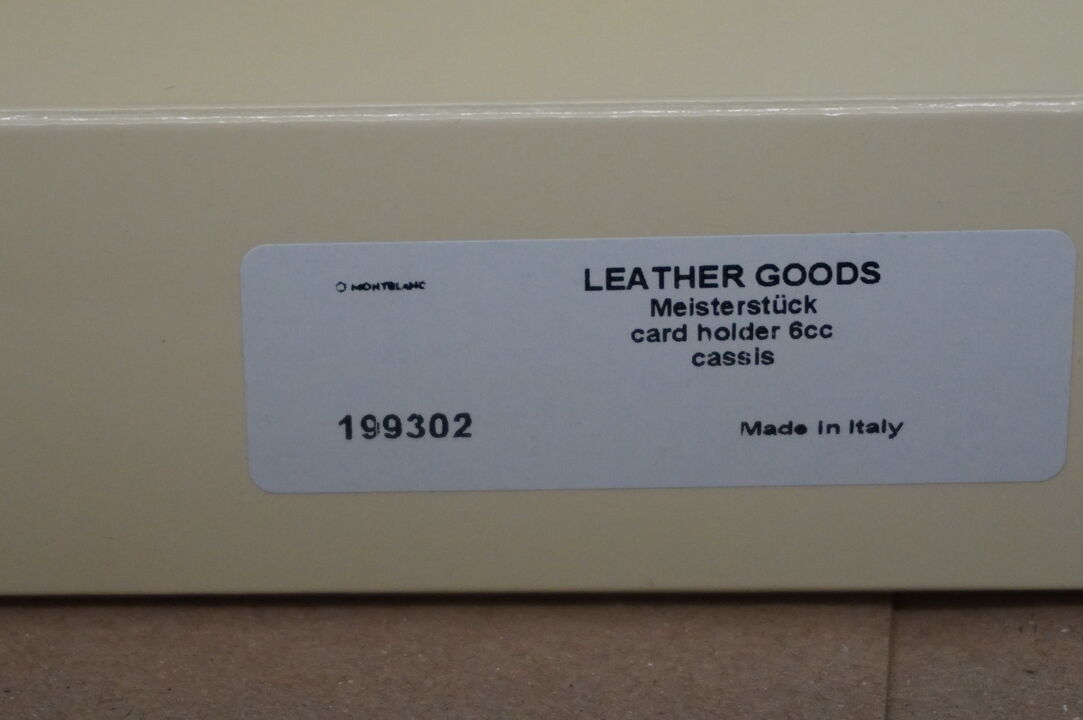 MONTBLANC
LEATHER GOODS
Meisterstück
card holder 6cc
cassis
199302
Made in Italy